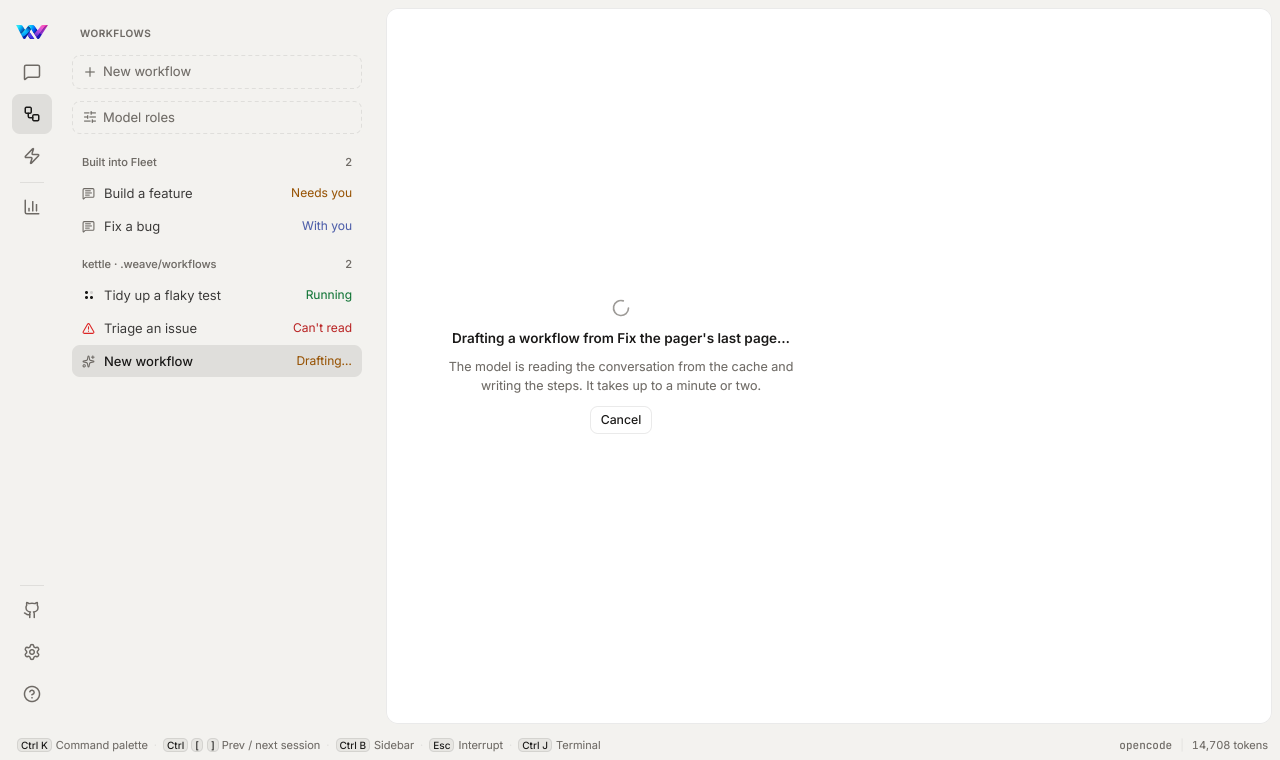 WORKFLOWS
New workflow
Model roles
Built into Fleet 2
Build a feature Needs you
Fix a bug With you
kettle · .weave/workflows 2
Tidy up a flaky test Running
Triage an issue Can't read
New workflow Drafting...
Drafting a workflow from Fix the pager's last page...
The model is reading the conversation from the cache and
writing the steps. It takes up to a minute or two.
Cancel
Ctrl K Command palette Ctrl [ ] Prev / next session Ctrl B Sidebar Esc Interrupt Ctrl J Terminal opencode 14,708 tokens